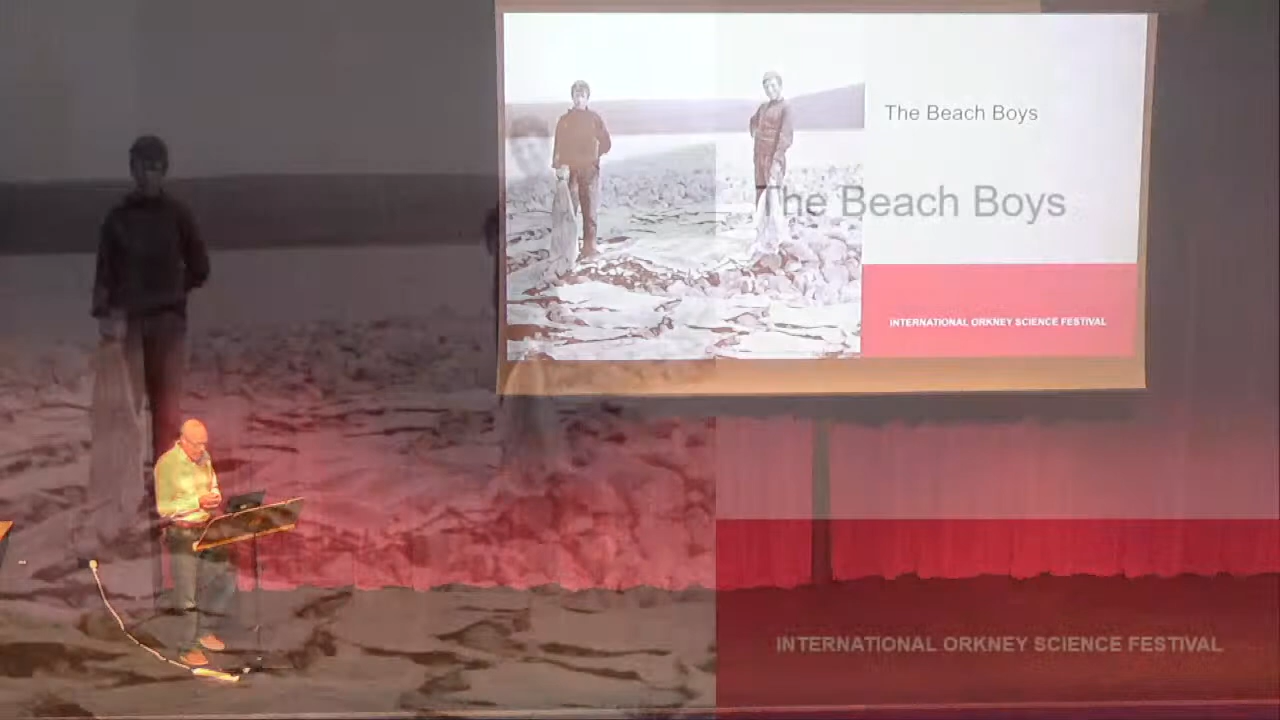 The Beach Boys
The Beach Boys
INTERNATIONAL ORKNEY SCIENCE FESTIVAL
INTERNATIONAL ORKNEY SCIENCE FESTIVAL